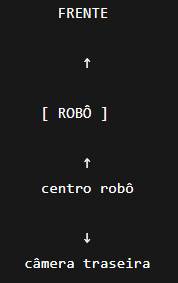 FRENTE
↑
[ ROBÔ ]
↑
centro robô
↓
câmera traseira